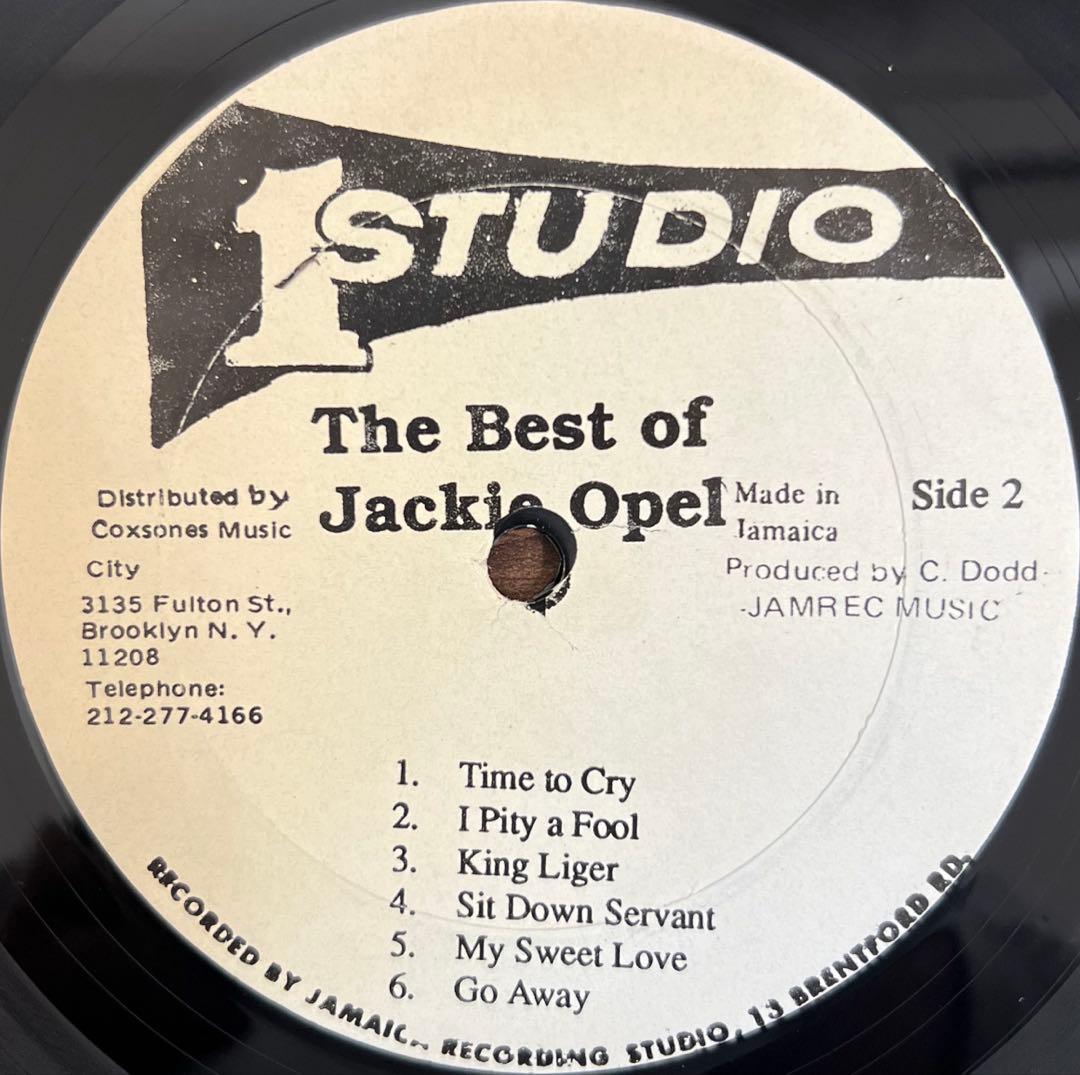 1 STUDIO
The Best of
Jackie Opel
Distributed by
Coxsones Music
City
3135 Fulton St.,
Brooklyn N. Y.
11208
Telephone:
212-277-4166
Made in
Jamaica
Side 2
Produced by C. Dodd-
-JAMREC MUSIC
1. Time to Cry
2. I Pity a Fool
3. King Liger
4. Sit Down Servant
5. My Sweet Love
6. Go Away
RECORDED BY JAMAICA RECORDING STUDIO, 13 BRENTFORD RD.